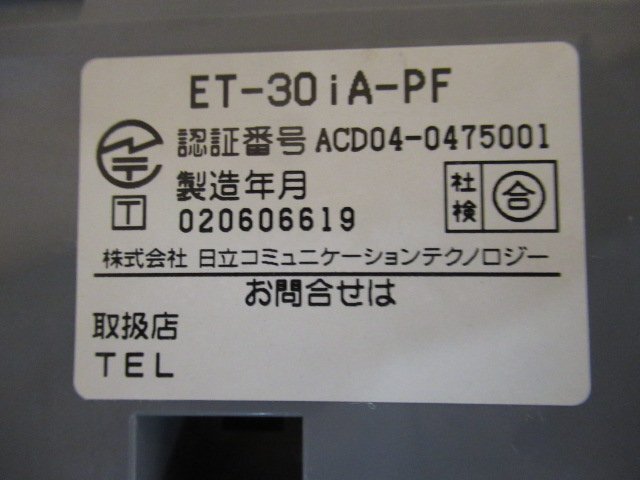 ET-30iA-PF
認証番号 ACD04-0475001
T 製造年月 社検 合
020606619
株式会社 日立コミュニケーションテクノロジー
お問合せは
取扱店
TEL